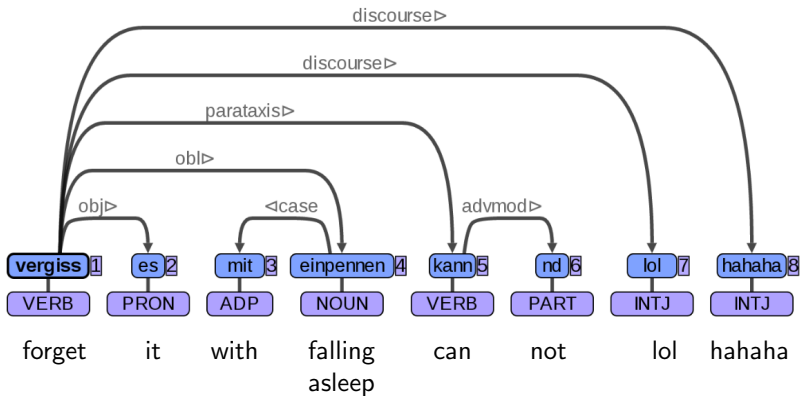 discourse⊳
discourse⊳
parataxis⊳
obl⊳
obj⊳ ⊲case advmod⊳
vergiss 1 es 2 mit 3 einpennen 4 kann 5 nd 6 lol 7 hahaha 8
VERB PRON ADP NOUN VERB PART INTJ INTJ
forget it with falling can not lol hahaha
asleep